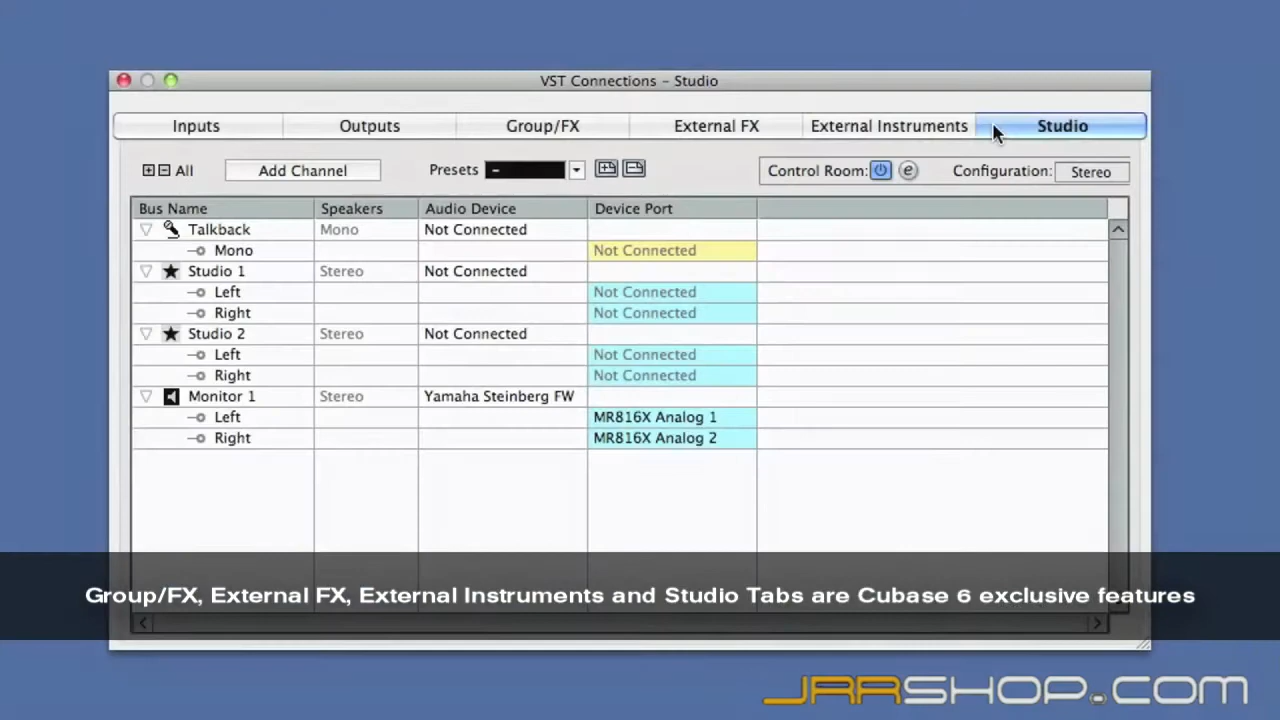 VST Connections – Studio
Inputs Outputs Group/FX External FX External Instruments Studio
All Add Channel Presets – Control Room: e Configuration: Stereo
Bus Name Speakers Audio Device Device Port
Talkback Mono Not Connected
Mono Not Connected
Studio 1 Stereo Not Connected
Left Not Connected
Right Not Connected
Studio 2 Stereo Not Connected
Left Not Connected
Right Not Connected
Monitor 1 Stereo Yamaha Steinberg FW
Left MR816X Analog 1
Right MR816X Analog 2
Group/FX, External FX, External Instruments and Studio Tabs are Cubase 6 exclusive features
JRRSHOP.COM